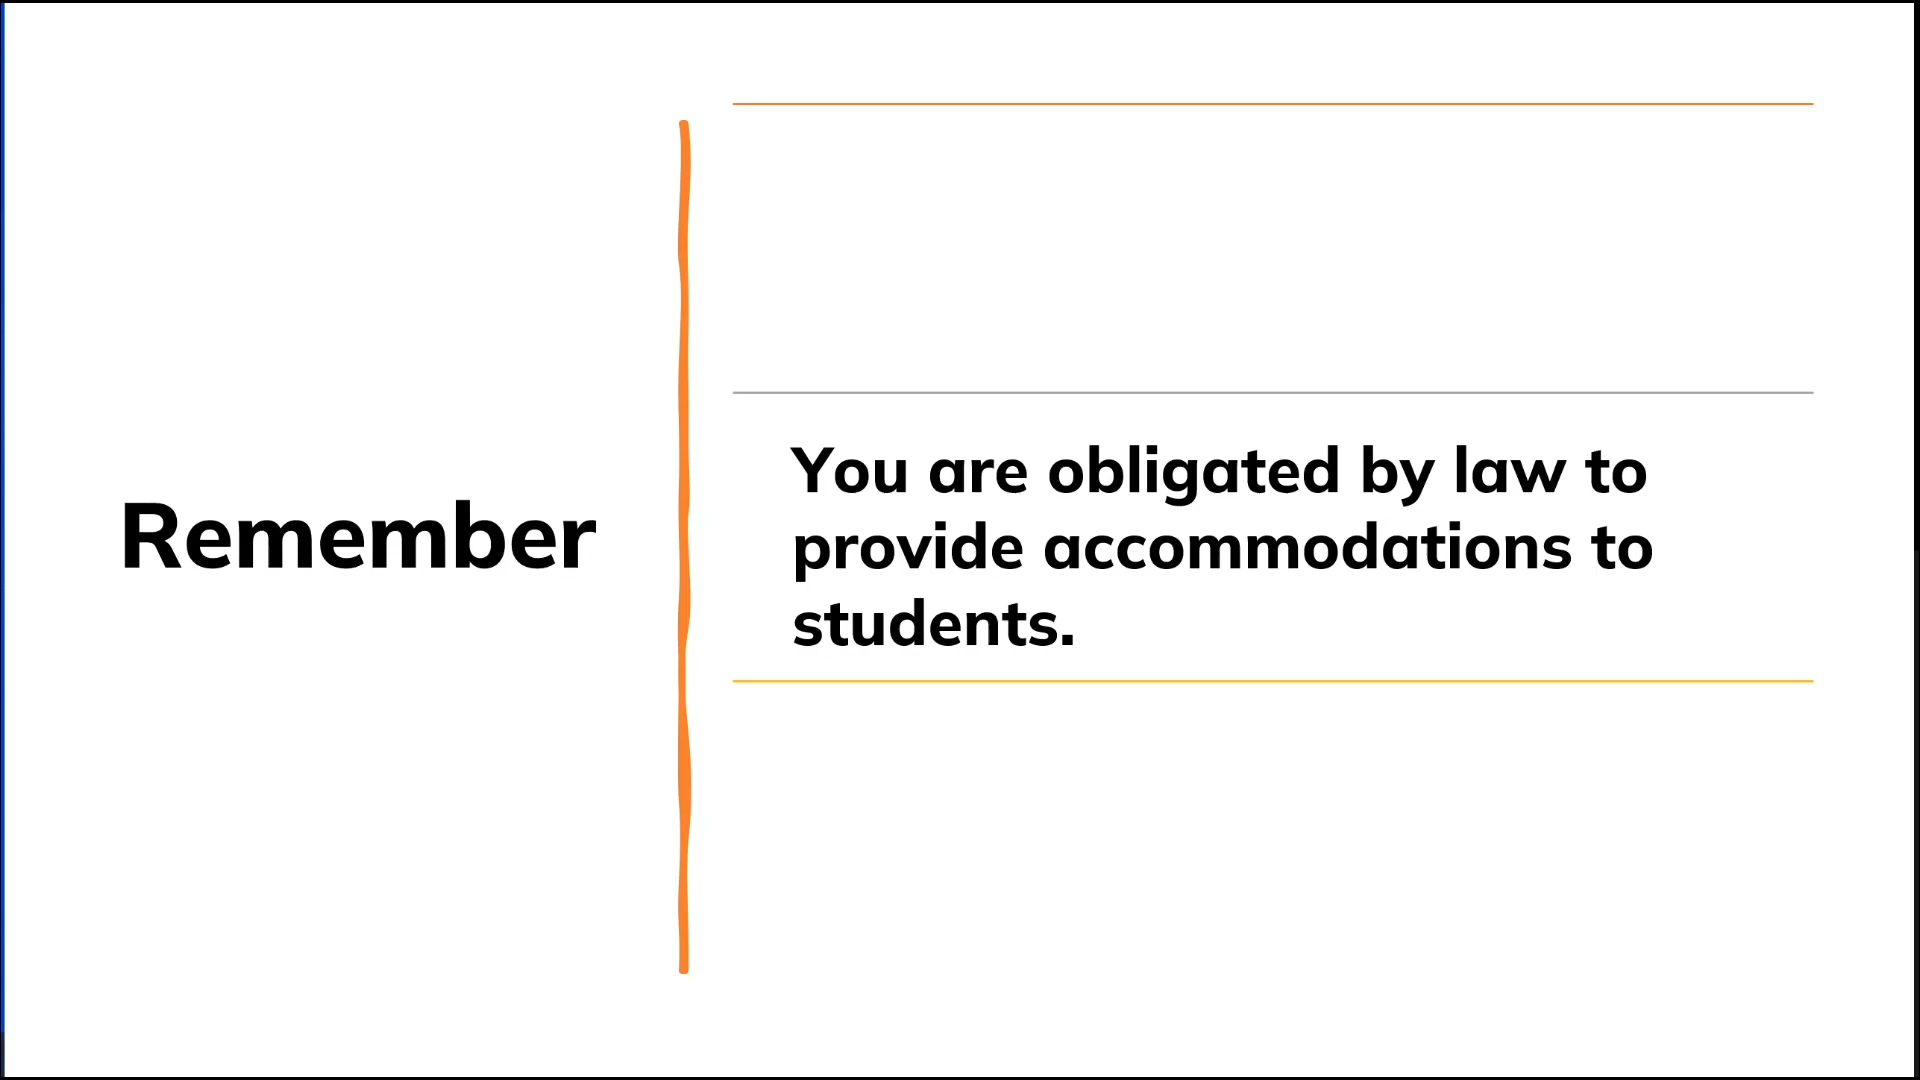 Remember
You are obligated by law to
provide accommodations to
students.